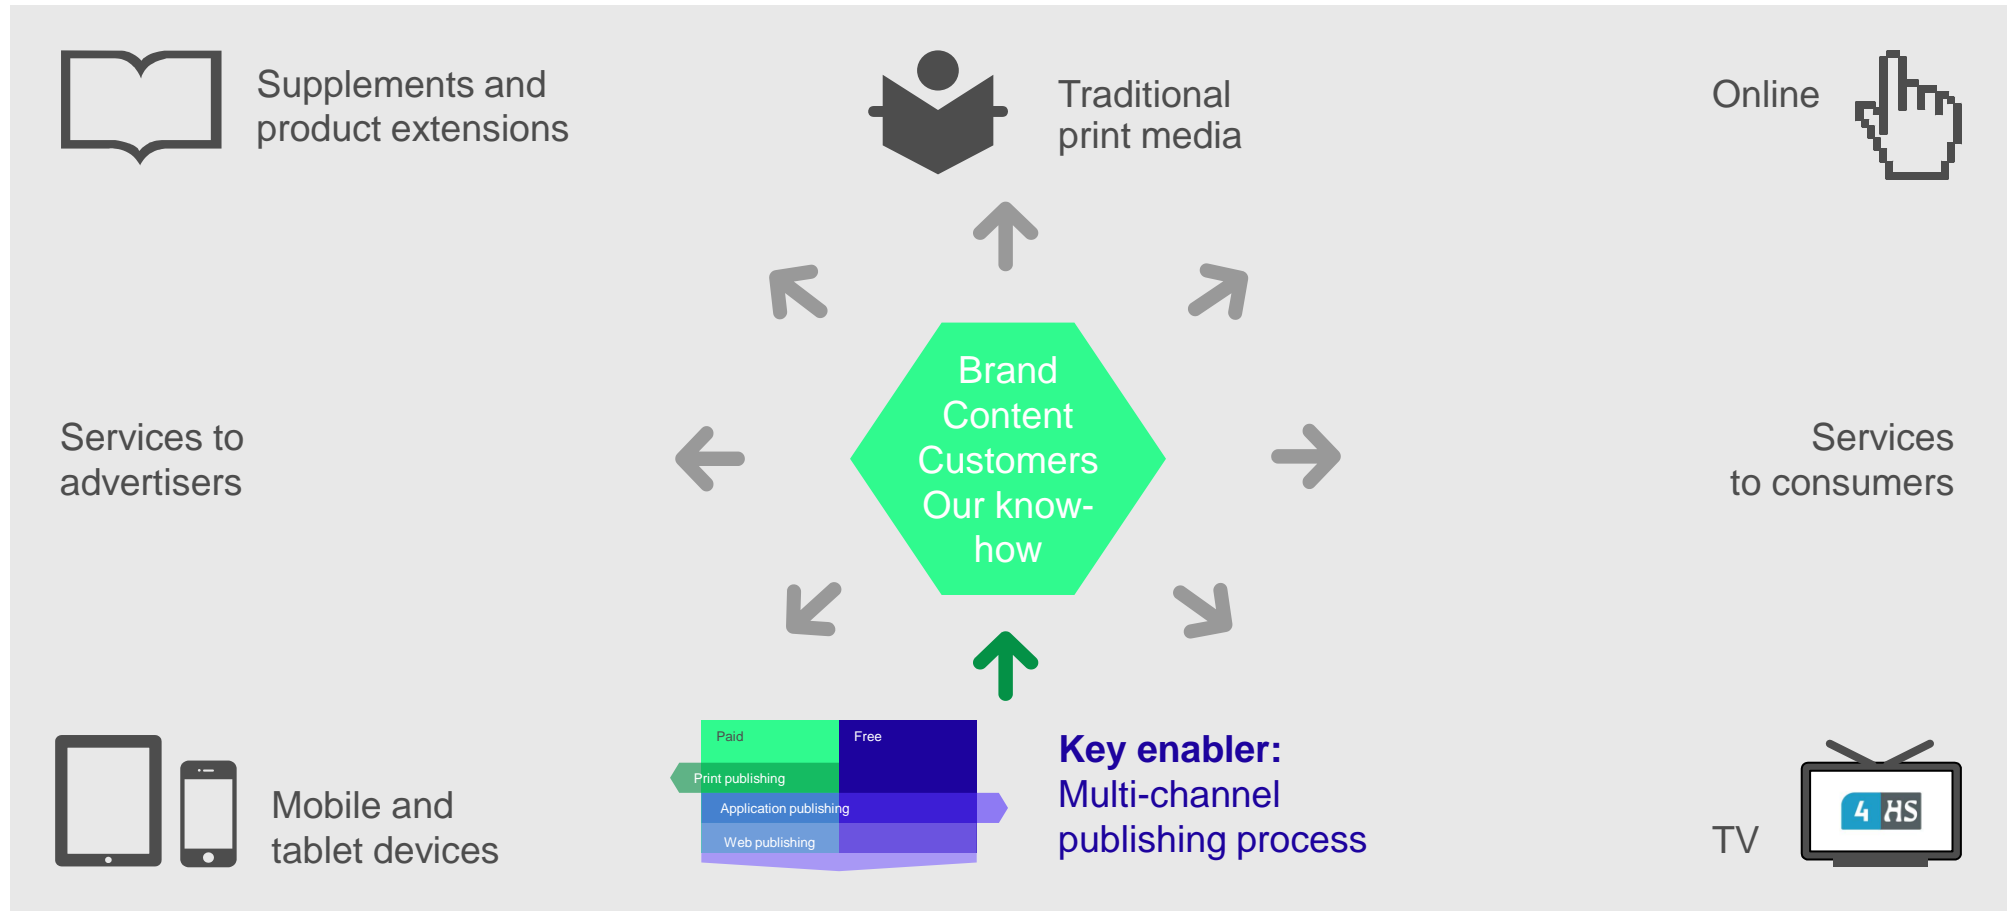 Supplements and
product extensions
Traditional
print media
Online
Brand
Content
Customers
Our know-
how
Services to
advertisers
Services
to consumers
Mobile and
tablet devices
Paid
Free
Print publishing
Application publishing
Web publishing
Key enabler:
Multi-channel
publishing process
TV
4 HS